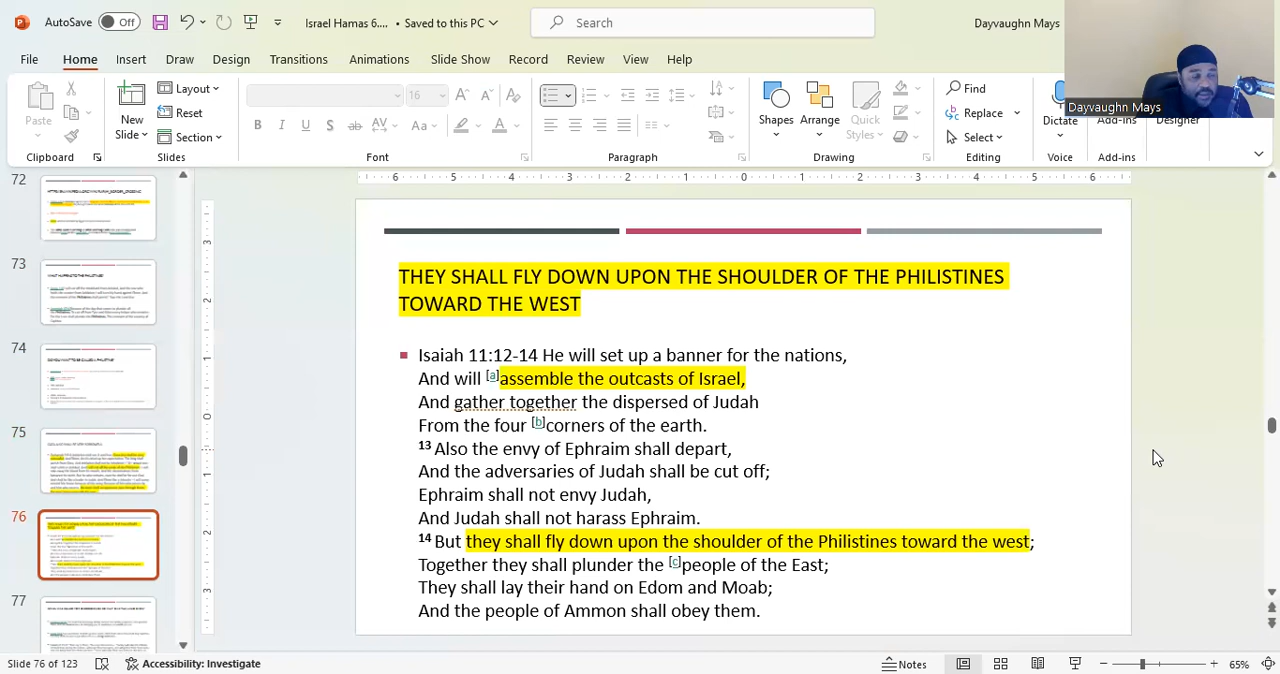 AutoSave Off Israel Hamas 6.... • Saved to this PC Search Dayvaughn Mays
File Home Insert Draw Design Transitions Animations Slide Show Record Review View Help
Paste New Slide Layout Reset Section 16 Shapes Arrange Quick Styles Find Replace Select Dictate Add-ins Designer
Dayvaughn Mays
Clipboard Slides Font Paragraph Drawing Editing Voice Add-ins
72
73
74
75
76
77
THEY SHALL FLY DOWN UPON THE SHOULDER OF THE PHILISTINES
TOWARD THE WEST
Isaiah 11:12-14 He will set up a banner for the nations,
And will [a]assemble the outcasts of Israel,
And gather together the dispersed of Judah
From the four [b]corners of the earth.
13 Also the envy of Ephraim shall depart,
And the adversaries of Judah shall be cut off;
Ephraim shall not envy Judah,
And Judah shall not harass Ephraim.
14 But they shall fly down upon the shoulder of the Philistines toward the west;
Together they shall plunder the [c]people of the East;
They shall lay their hand on Edom and Moab;
And the people of Ammon shall obey them.
Slide 76 of 123 Accessibility: Investigate Notes 65%